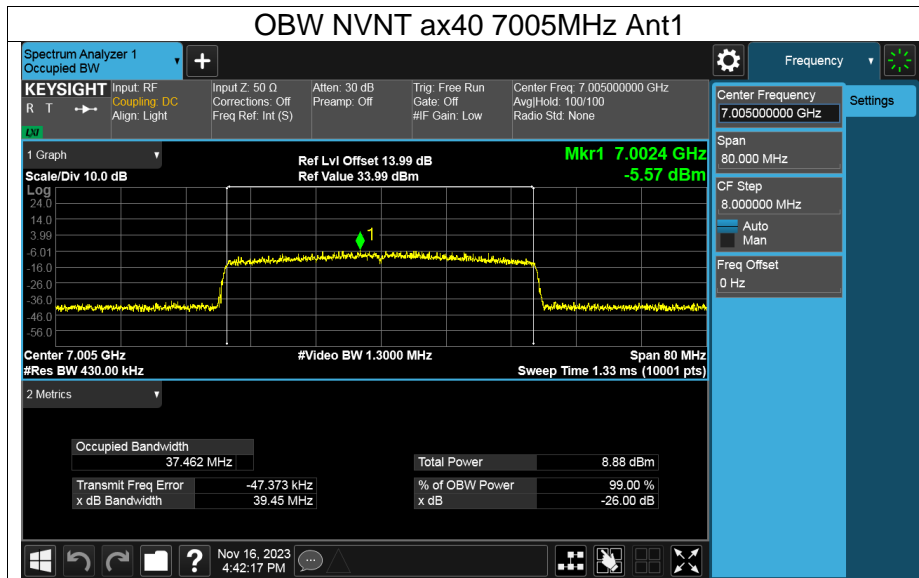 OBW NVNT ax40 7005MHz Ant1
Spectrum Analyzer 1
Occupied BW
+
Frequency
KEYSIGHT
R T
LXI
Input: RF
Coupling: DC
Align: Light
Input Z: 50 Ω
Corrections: Off
Freq Ref: Int (S)
Atten: 30 dB
Preamp: Off
Trig: Free Run
Gate: Off
#IF Gain: Low
Center Freq: 7.005000000 GHz
Avg|Hold: 100/100
Radio Std: None
Center Frequency
7.005000000 GHz
Settings
Span
80.000 MHz
CF Step
8.000000 MHz
Auto
Man
Freq Offset
0 Hz
1 Graph
Scale/Div 10.0 dB
Ref Lvl Offset 13.99 dB
Ref Value 33.99 dBm
Mkr1 7.0024 GHz
-5.57 dBm
Log
24.0
14.0
3.99
-6.01
-16.0
-26.0
-36.0
-46.0
-56.0
1
Center 7.005 GHz
#Res BW 430.00 kHz
#Video BW 1.3000 MHz
Span 80 MHz
Sweep Time 1.33 ms (10001 pts)
2 Metrics
Occupied Bandwidth
37.462 MHz
Transmit Freq Error -47.373 kHz
x dB Bandwidth 39.45 MHz
Total Power 8.88 dBm
% of OBW Power 99.00 %
x dB -26.00 dB
?
Nov 16, 2023
4:42:17 PM